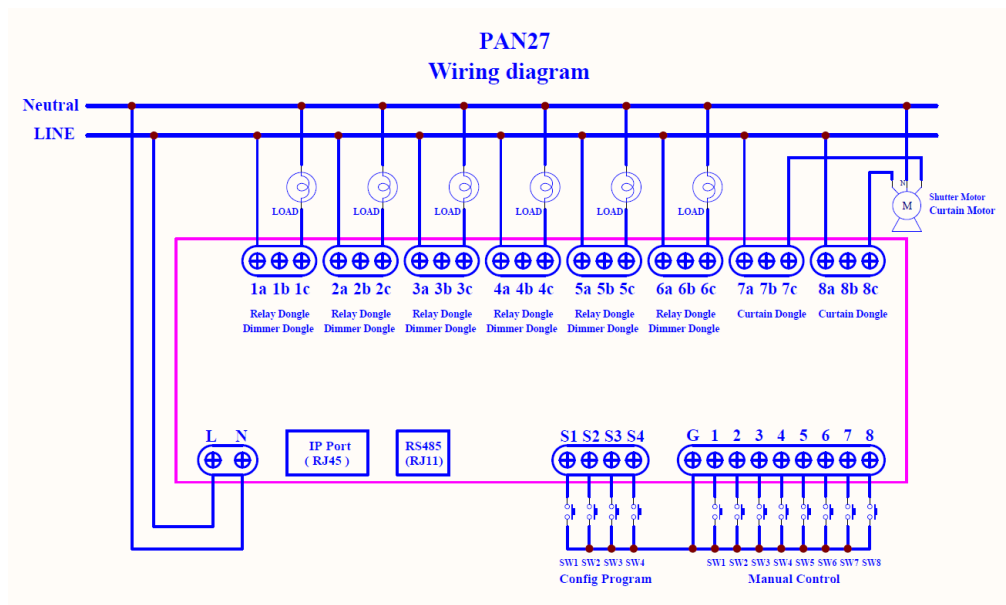 PAN27
Wiring diagram
Neutral
LINE
LOAD LOAD LOAD LOAD LOAD LOAD
N
M
Shutter Motor
Curtain Motor
1a 1b 1c 2a 2b 2c 3a 3b 3c 4a 4b 4c 5a 5b 5c 6a 6b 6c 7a 7b 7c 8a 8b 8c
Relay Dongle Relay Dongle Relay Dongle Relay Dongle Relay Dongle Relay Dongle Curtain Dongle Curtain Dongle
Dimmer Dongle Dimmer Dongle Dimmer Dongle Dimmer Dongle Dimmer Dongle Dimmer Dongle
L N
IP Port
( RJ45 )
RS485
(RJ11)
S1 S2 S3 S4
G 1 2 3 4 5 6 7 8
SW1 SW2 SW3 SW4
Config Program
SW1 SW2 SW3 SW4 SW5 SW6 SW7 SW8
Manual Control